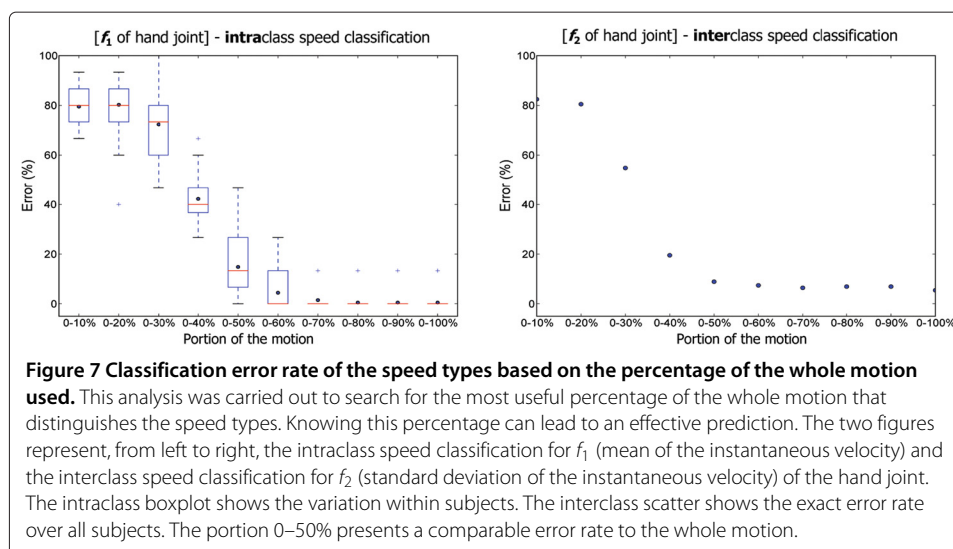 [f₁ of hand joint] - intraclass speed classification
100
80
60
40
20
0
Error (%)
0-10% 0-20% 0-30% 0-40% 0-50% 0-60% 0-70% 0-80% 0-90% 0-100%
Portion of the motion
[f₂ of hand joint] - interclass speed classification
100
80
60
40
20
0
Error (%)
0-10% 0-20% 0-30% 0-40% 0-50% 0-60% 0-70% 0-80% 0-90% 0-100%
Portion of the motion
Figure 7 Classification error rate of the speed types based on the percentage of the whole motion
used. This analysis was carried out to search for the most useful percentage of the whole motion that
distinguishes the speed types. Knowing this percentage can lead to an effective prediction. The two figures
represent, from left to right, the intraclass speed classification for f₁ (mean of the instantaneous velocity) and
the interclass speed classification for f₂ (standard deviation of the instantaneous velocity) of the hand joint.
The intraclass boxplot shows the variation within subjects. The interclass scatter shows the exact error rate
over all subjects. The portion 0–50% presents a comparable error rate to the whole motion.